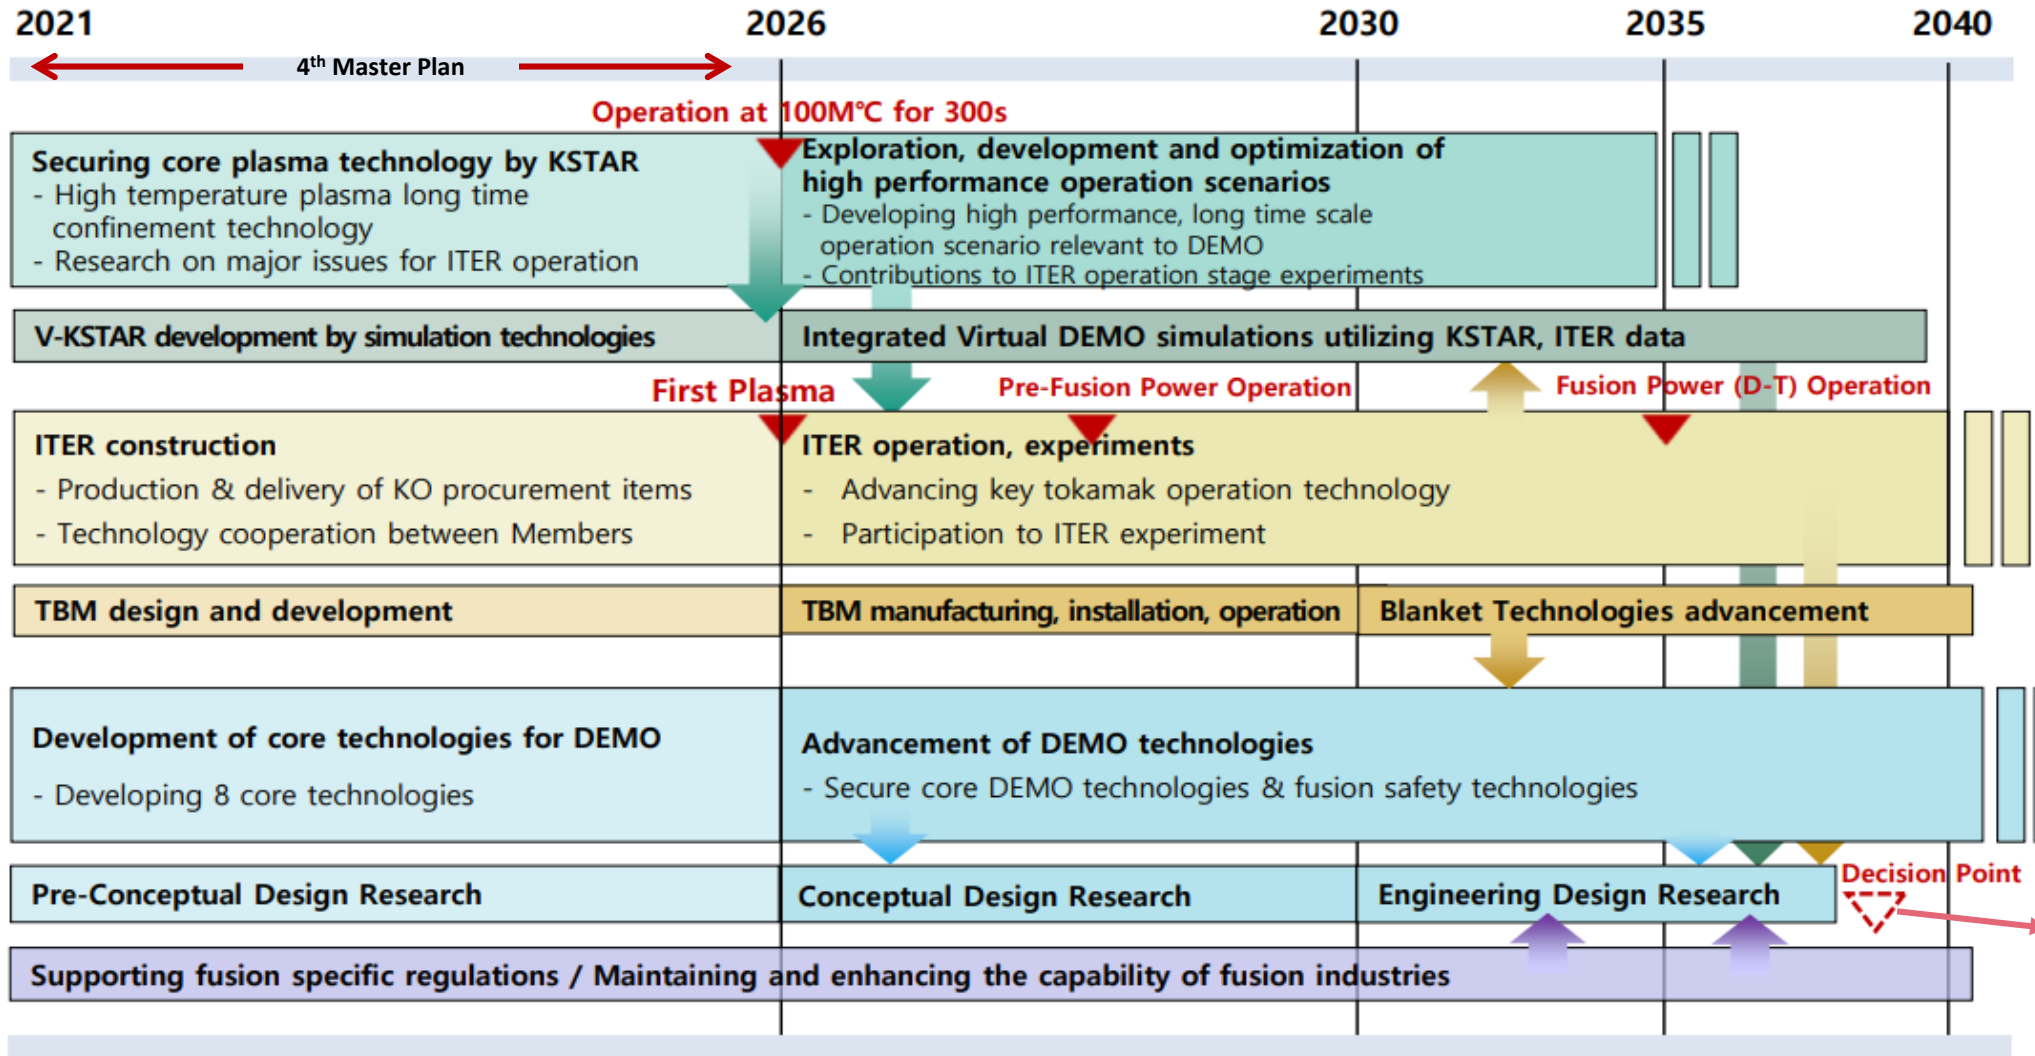 2021 2026 2030 2035 2040
4th Master Plan
Operation at 100M℃ for 300s
Securing core plasma technology by KSTAR
- High temperature plasma long time
confinement technology
- Research on major issues for ITER operation
Exploration, development and optimization of
high performance operation scenarios
- Developing high performance, long time scale
operation scenario relevant to DEMO
- Contributions to ITER operation stage experiments
V-KSTAR development by simulation technologies
Integrated Virtual DEMO simulations utilizing KSTAR, ITER data
First Plasma
Pre-Fusion Power Operation
Fusion Power (D-T) Operation
ITER construction
- Production & delivery of KO procurement items
- Technology cooperation between Members
ITER operation, experiments
- Advancing key tokamak operation technology
- Participation to ITER experiment
TBM design and development
TBM manufacturing, installation, operation
Blanket Technologies advancement
Development of core technologies for DEMO
- Developing 8 core technologies
Advancement of DEMO technologies
- Secure core DEMO technologies & fusion safety technologies
Pre-Conceptual Design Research
Conceptual Design Research
Engineering Design Research
Decision Point
Supporting fusion specific regulations / Maintaining and enhancing the capability of fusion industries